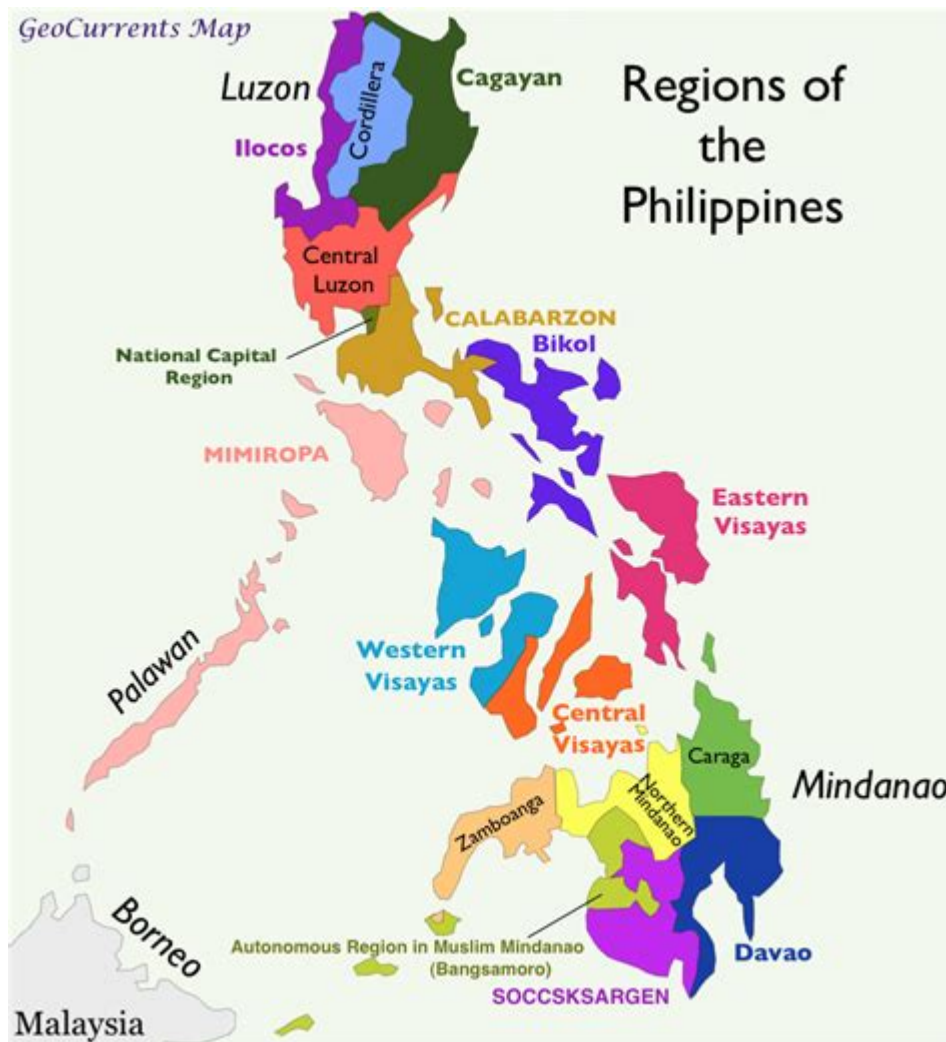 GeoCurrents Map
Regions of
the
Philippines
Luzon
Cordillera
Cagayan
Ilocos
Central
Luzon
CALABARZON
Bikol
National Capital
Region
MIMIROPA
Eastern
Visayas
Western
Visayas
Palawan
Central
Visayas
Caraga
Mindanao
Northern
Mindanao
Zamboanga
Borneo
Autonomous Region in Muslim Mindanao
(Bangsamoro)
Davao
SOCCSKSARGEN
Malaysia